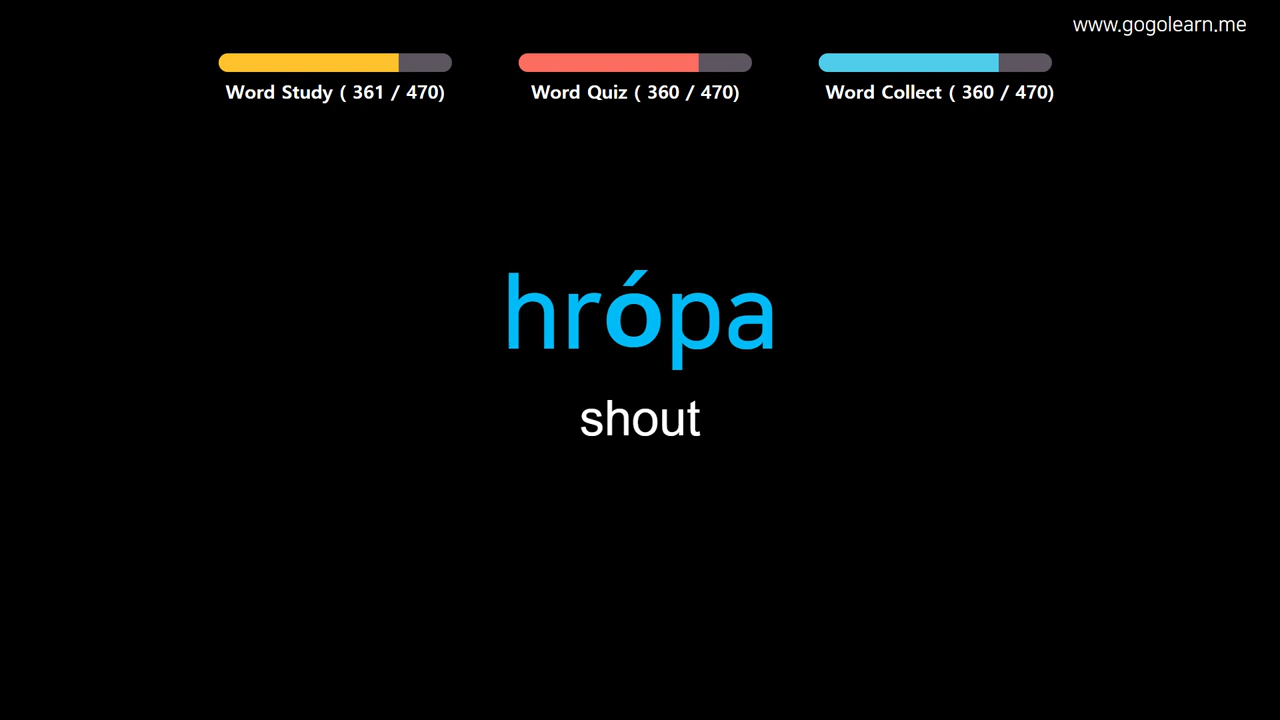 www.gogolearn.me
Word Study ( 361 / 470)
Word Quiz ( 360 / 470)
Word Collect ( 360 / 470)
hrópa
shout